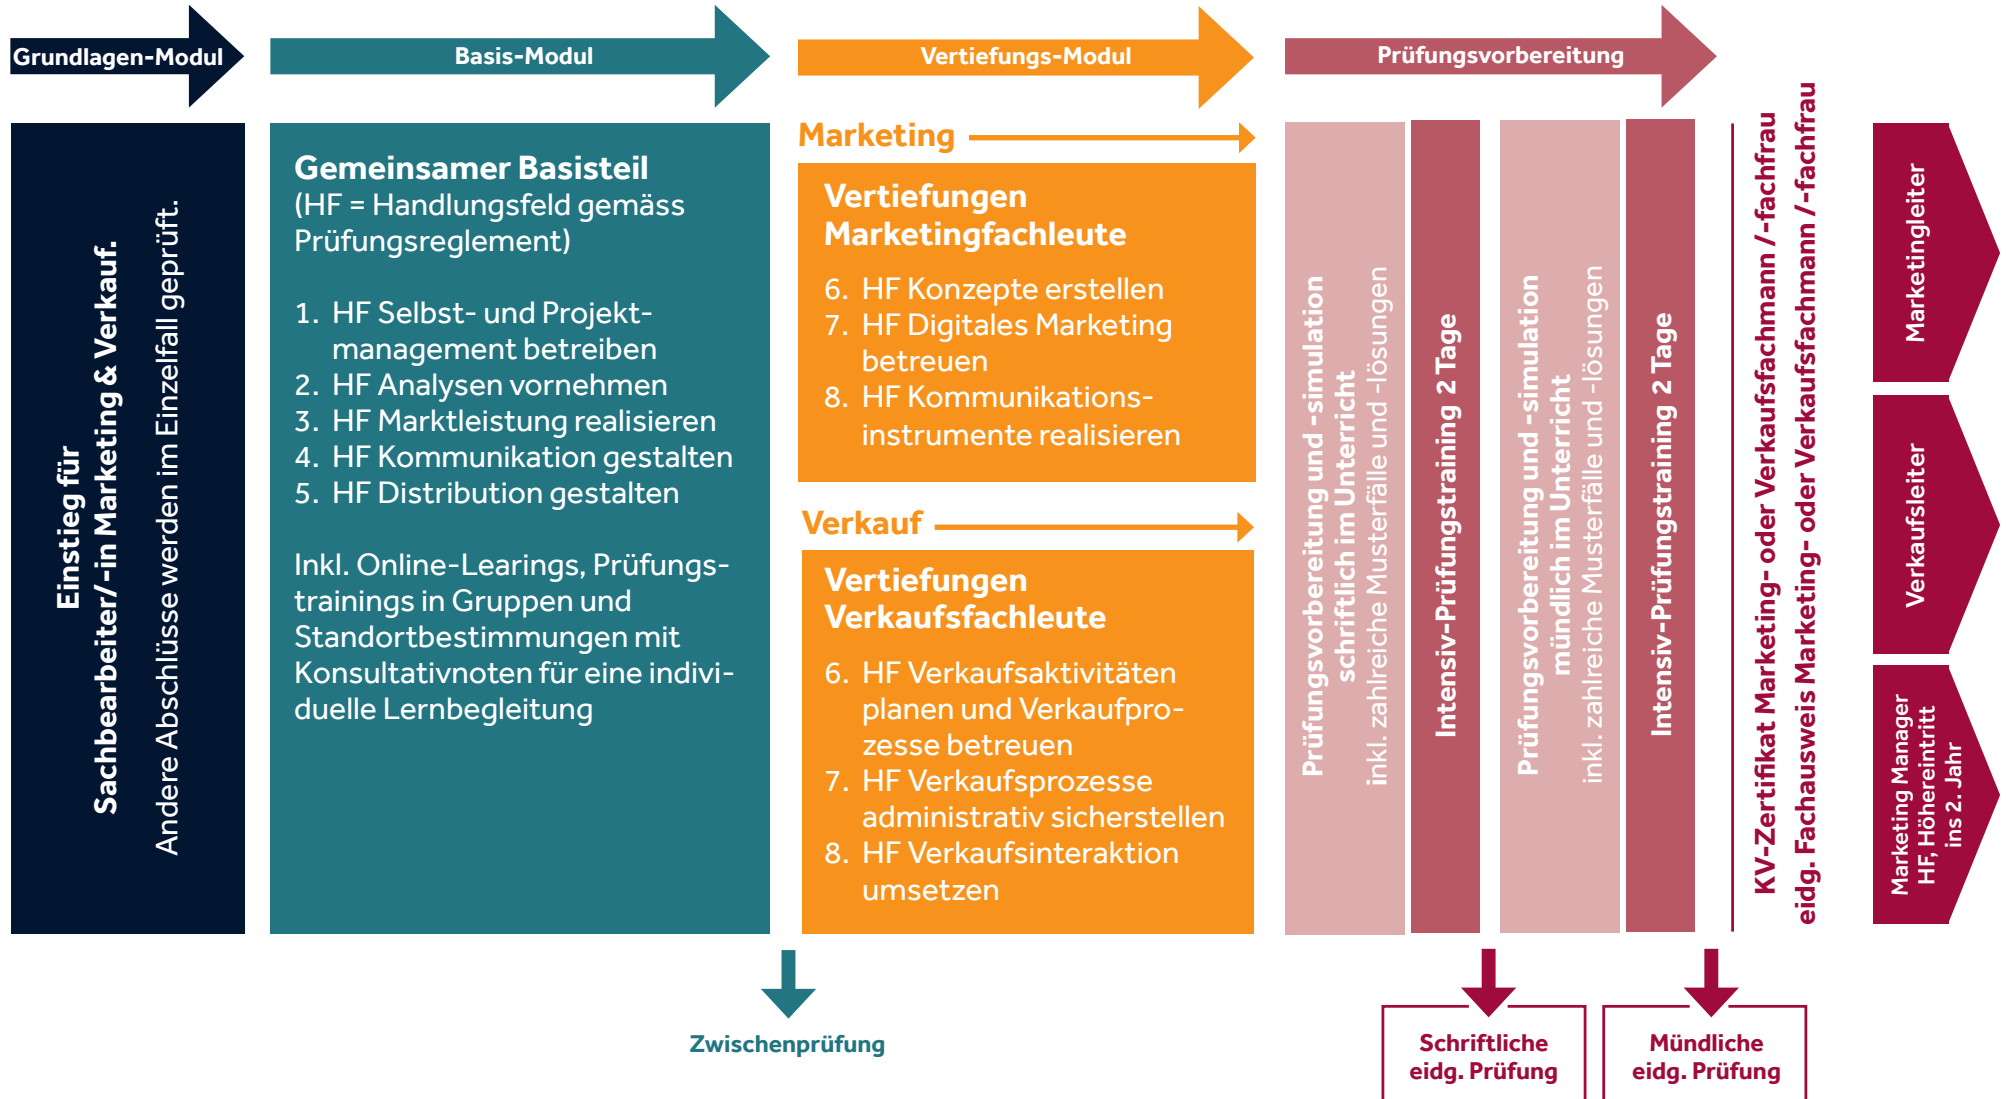 Grundlagen-Modul
Basis-Modul
Vertiefungs-Modul
Prüfungsvorbereitung
Einstieg für
Sachbearbeiter/-in Marketing & Verkauf.
Andere Abschlüsse werden im Einzelfall geprüft.
Gemeinsamer Basisteil
(HF = Handlungsfeld gemäss
Prüfungsreglement)
1. HF Selbst- und Projekt-
management betreiben
2. HF Analysen vornehmen
3. HF Marktleistung realisieren
4. HF Kommunikation gestalten
5. HF Distribution gestalten
Inkl. Online-Learings, Prüfungs-
trainings in Gruppen und
Standortbestimmungen mit
Konsultativnoten für eine indivi-
duelle Lernbegleitung
Marketing
Vertiefungen
Marketingfachleute
6. HF Konzepte erstellen
7. HF Digitales Marketing
betreuen
8. HF Kommunikations-
instrumente realisieren
Verkauf
Vertiefungen
Verkaufsfachleute
6. HF Verkaufsaktivitäten
planen und Verkaufpro-
zesse betreuen
7. HF Verkaufsprozesse
administrativ sicherstellen
8. HF Verkaufsinteraktion
umsetzen
Prüfungsvorbereitung und -simulation
schriftlich im Unterricht
inkl. zahlreiche Musterfälle und -lösungen
Intensiv-Prüfungstraining 2 Tage
Prüfungsvorbereitung und -simulation
mündlich im Unterricht
inkl. zahlreiche Musterfälle und -lösungen
Intensiv-Prüfungstraining 2 Tage
KV-Zertifikat Marketing- oder Verkaufsfachmann /-fachfrau
eidg. Fachausweis Marketing- oder Verkaufsfachmann /-fachfrau
Marketingleiter
Verkaufsleiter
Marketing Manager
HF, Höhereintritt
ins 2. Jahr
Zwischenprüfung
Schriftliche
eidg. Prüfung
Mündliche
eidg. Prüfung